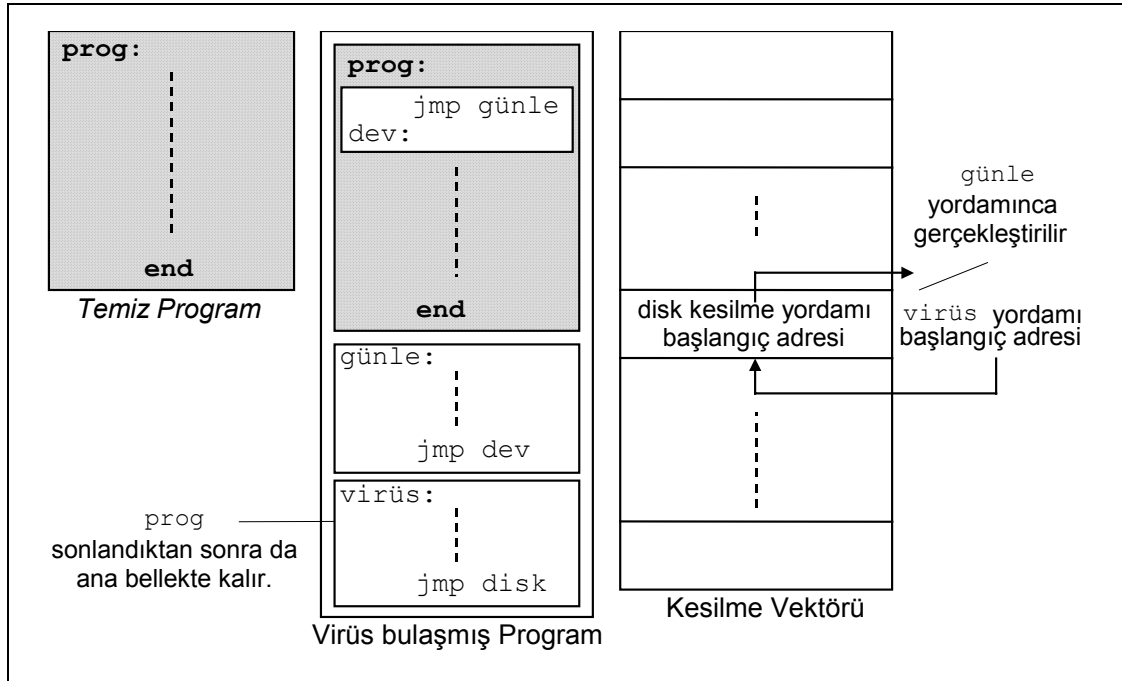 prog:
end
Temiz Program
prog:
jmp günle
dev:
end
günle:
jmp dev
virüs:
jmp disk
Virüs bulaşmış Program
prog
sonlandıktan sonra da
ana bellekte kalır.
disk kesilme yordamı
başlangıç adresi
Kesilme Vektörü
günle
yordamınca
gerçekleştirilir
virüs yordamı
başlangıç adresi